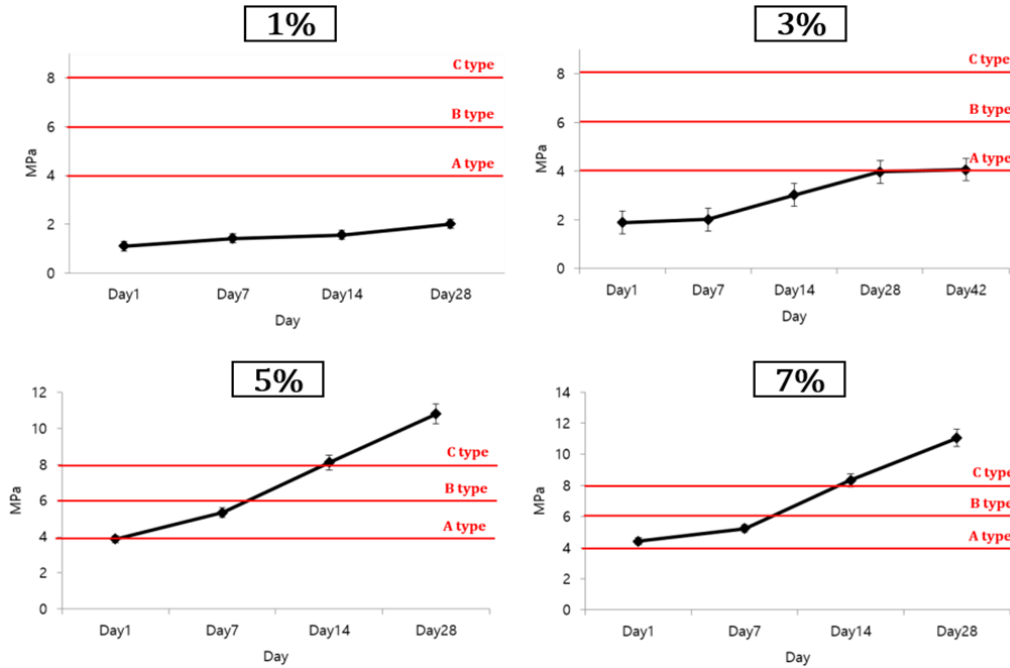 1%
C type
B type
A type
8
6
4
2
0
MPa
Day1 Day7 Day14 Day28
Day
3%
C type
B type
A type
8
6
4
2
0
MPa
Day1 Day7 Day14 Day28 Day42
Day
5%
C type
B type
A type
12
10
8
6
4
2
0
MPa
Day1 Day7 Day14 Day28
Day
7%
C type
B type
A type
14
12
10
8
6
4
2
0
MPa
Day1 Day7 Day14 Day28
Day